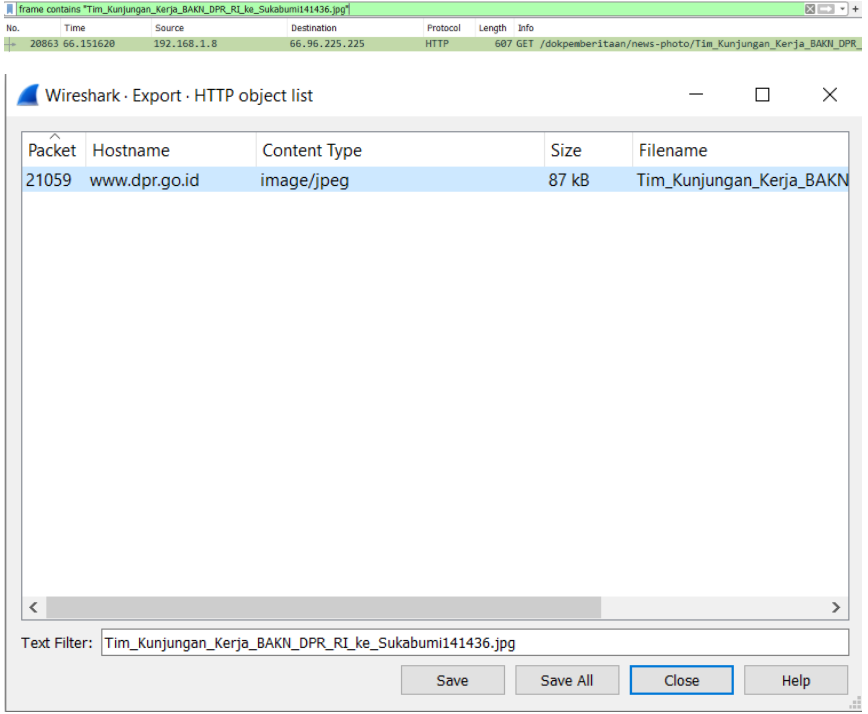 frame contains "Tim_Kunjungan_Kerja_BAKN_DPR_RI_ke_Sukabumi141436.jpg"
No. Time Source Destination Protocol Length Info
20863 66.151620 192.168.1.8 66.96.225.225 HTTP 607 GET /dokpemberitaan/news-photo/Tim_Kunjungan_Kerja_BAKN_DPR_
Wireshark · Export · HTTP object list
Packet Hostname Content Type Size Filename
21059 www.dpr.go.id image/jpeg 87 kB Tim_Kunjungan_Kerja_BAKN
Text Filter: Tim_Kunjungan_Kerja_BAKN_DPR_RI_ke_Sukabumi141436.jpg
Save Save All Close Help